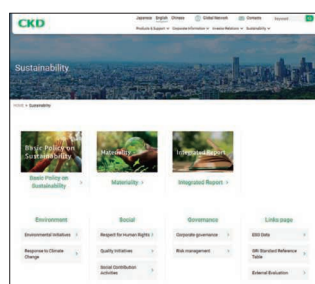 CKD
Japanese English Chinese Global Network Contacts Keyword
Products & Support Corporate Information Investor Relations Sustainability
Sustainability
HOME > Sustainability
Basic Policy on
Sustainability
Materiality
Integrated Report
Basic Policy on
Sustainability >
Materiality >
Integrated Report >
Environment
Social
Governance
Links page
Environmental Initiatives >
Respect for Human Rights >
Corporate governance >
ESG Data >
Response to Climate
Change >
Quality Initiatives >
Risk management >
GRI Standard Reference
Table >
Social Contribution
Activities >
External Evaluation >